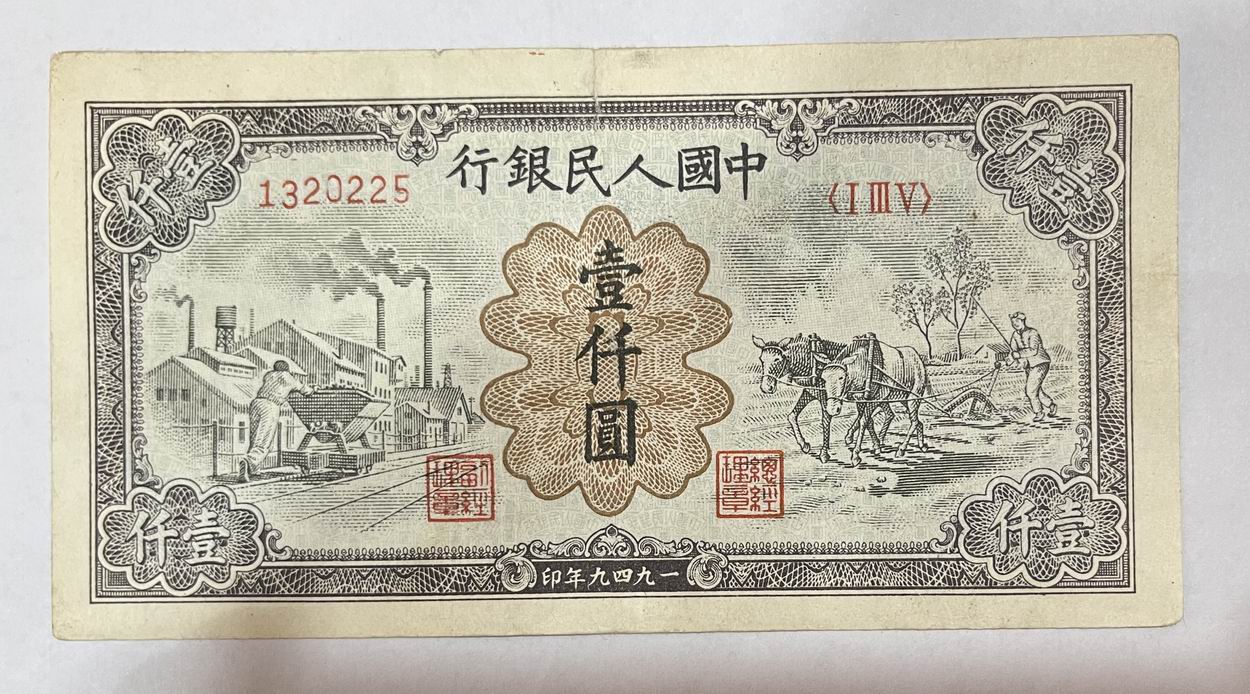 中國人民銀行
1320225
〈I III V〉
壹仟
壹仟
壹仟圓
總經理章
副經理章
壹仟
壹仟
一九四九年印